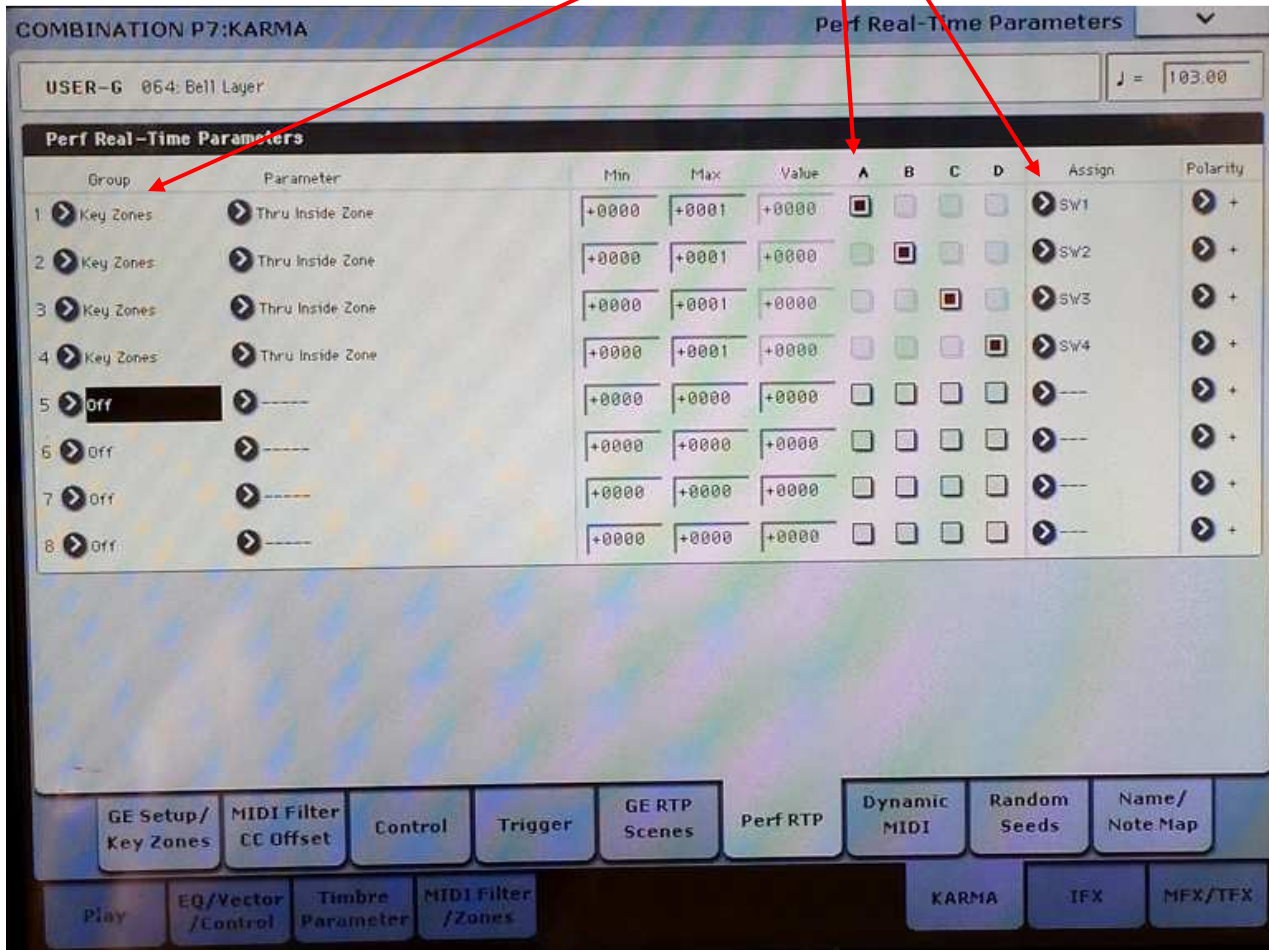 COMBINATION P7:KARMA Perf Real-Time Parameters
USER-G 064: Bell Layer ♩ = 103.00
Perf Real-Time Parameters
Group Parameter Min Max Value A B C D Assign Polarity
1 Key Zones Thru Inside Zone +0000 +0001 +0000 SW1 +
2 Key Zones Thru Inside Zone +0000 +0001 +0000 SW2 +
3 Key Zones Thru Inside Zone +0000 +0001 +0000 SW3 +
4 Key Zones Thru Inside Zone +0000 +0001 +0000 SW4 +
5 Off ----- +0000 +0000 +0000 --- +
6 Off ----- +0000 +0000 +0000 --- +
7 Off ----- +0000 +0000 +0000 --- +
8 Off ----- +0000 +0000 +0000 --- +
GE Setup/ MIDI Filter Control Trigger GE RTP Perf RTP Dynamic Random Name/
Key Zones CC Offset Scenes MIDI Seeds Note Map
Play EQ/Vector Timbre MIDI Filter KARMA IFX MFX/TFX
/Control Parameter /Zones